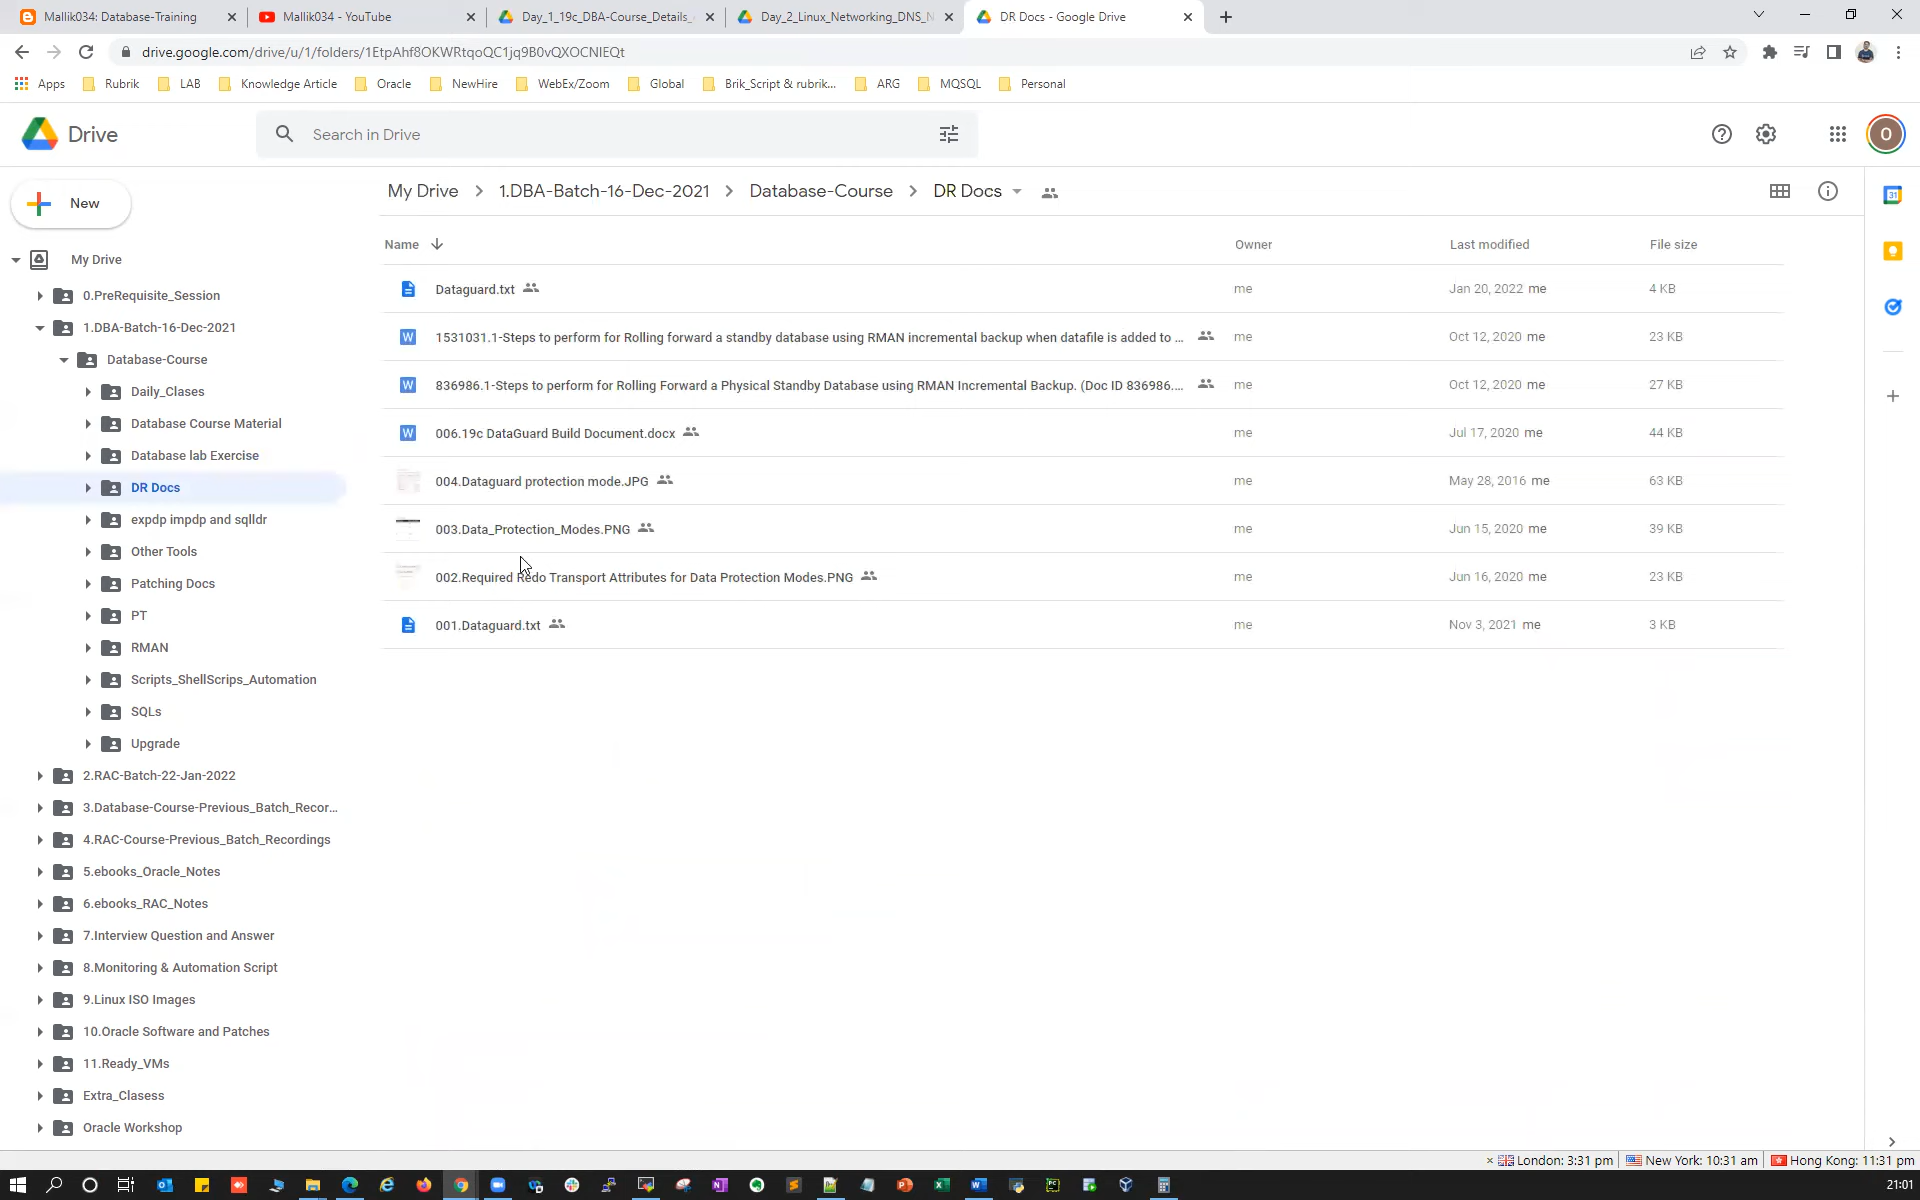 Mallik034: Database-Training
Mallik034 - YouTube
Day_1_19c_DBA-Course_Details_
Day_2_Linux_Networking_DNS_N
DR Docs - Google Drive
drive.google.com/drive/u/1/folders/1EtpAhf8OKWRtqoQC1jq9B0vQXOCNIEQt
Apps
Rubrik
LAB
Knowledge Article
Oracle
NewHire
WebEx/Zoom
Global
Brik_Script & rubrik...
ARG
MQSQL
Personal
Drive
Search in Drive
O
New
My Drive > 1.DBA-Batch-16-Dec-2021 > Database-Course > DR Docs
31
My Drive
0.PreRequisite_Session
1.DBA-Batch-16-Dec-2021
Database-Course
Daily_Clases
Database Course Material
Database lab Exercise
DR Docs
expdp impdp and sqlldr
Other Tools
Patching Docs
PT
RMAN
Scripts_ShellScrips_Automation
SQLs
Upgrade
2.RAC-Batch-22-Jan-2022
3.Database-Course-Previous_Batch_Recor...
4.RAC-Course-Previous_Batch_Recordings
5.ebooks_Oracle_Notes
6.ebooks_RAC_Notes
7.Interview Question and Answer
8.Monitoring & Automation Script
9.Linux ISO Images
10.Oracle Software and Patches
11.Ready_VMs
Extra_Clasess
Oracle Workshop
Name Owner Last modified File size
Dataguard.txt me Jan 20, 2022 me 4 KB
1531031.1-Steps to perform for Rolling forward a standby database using RMAN incremental backup when datafile is added to ... me Oct 12, 2020 me 23 KB
836986.1-Steps to perform for Rolling Forward a Physical Standby Database using RMAN Incremental Backup. (Doc ID 836986.... me Oct 12, 2020 me 27 KB
006.19c DataGuard Build Document.docx me Jul 17, 2020 me 44 KB
004.Dataguard protection mode.JPG me May 28, 2016 me 63 KB
003.Data_Protection_Modes.PNG me Jun 15, 2020 me 39 KB
002.Required Redo Transport Attributes for Data Protection Modes.PNG me Jun 16, 2020 me 23 KB
001.Dataguard.txt me Nov 3, 2021 me 3 KB
London: 3:31 pm
New York: 10:31 am
Hong Kong: 11:31 pm
21:01